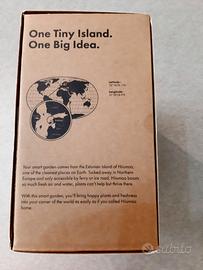 One Tiny Island.
One Big Idea.
Latitude:
Longitude:
Your smart garden comes from the Estonian island of Hiiumaa,
one of the cleanest places on Earth. Tucked away in Northern
Europe and only accessible by ferry or ice road, Hiiumaa boasts
so much fresh air and water, plants can't help but thrive there.
With this smart garden, you'll bring happy plants and freshness
into your corner of the world as easily as if you called Hiiumaa
home.
subito